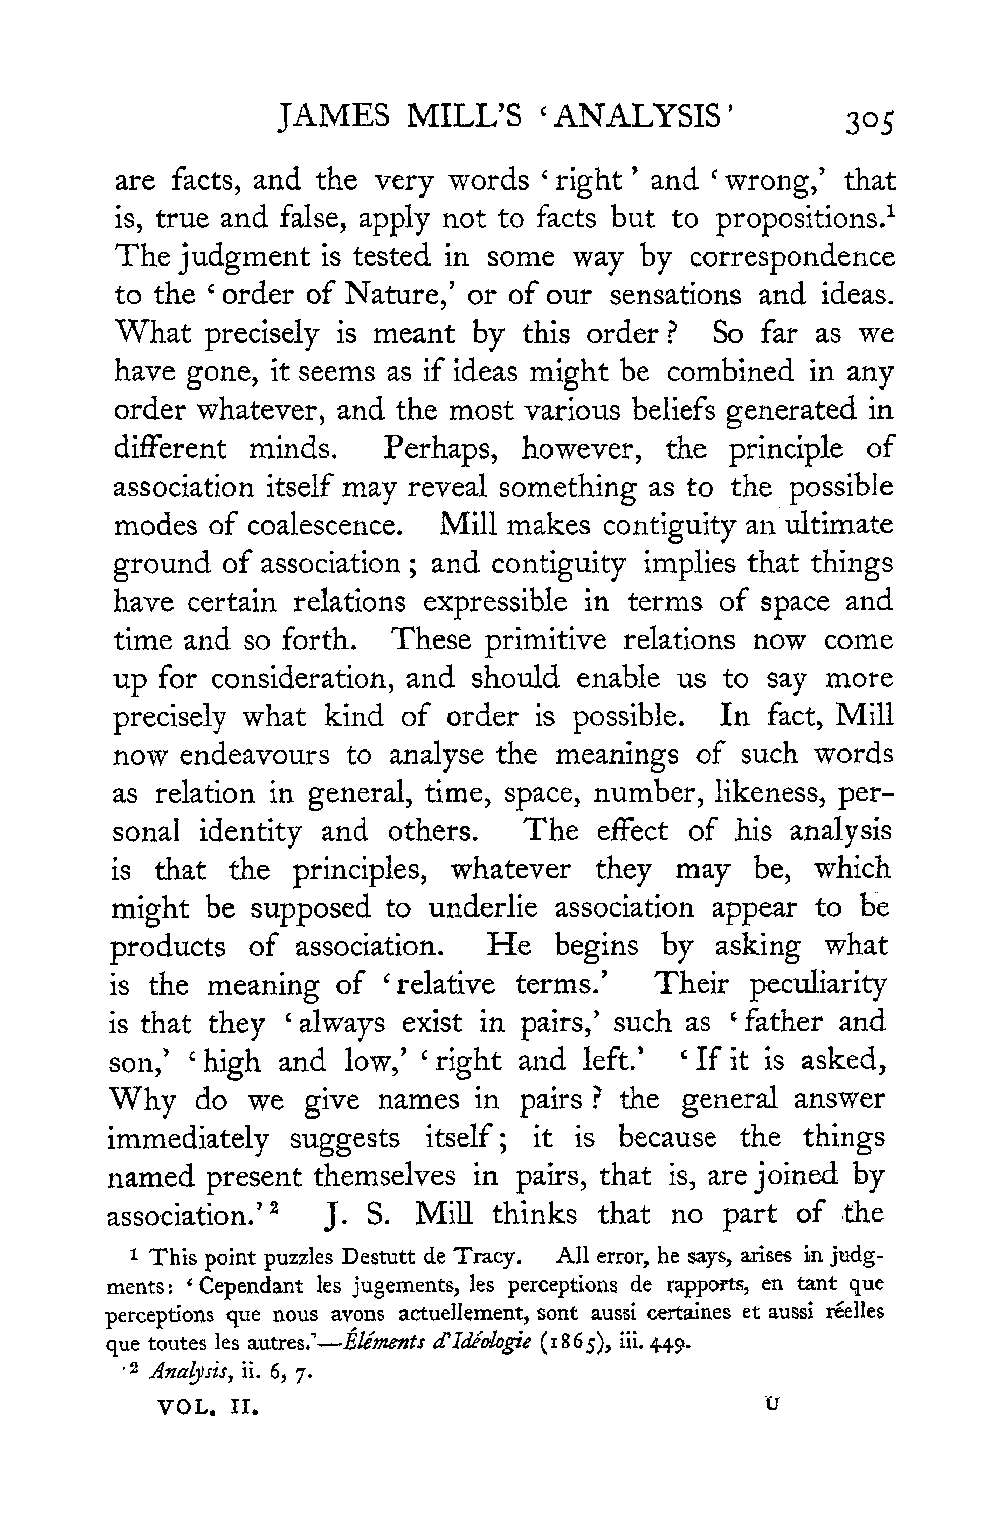 JAMES MILL'S ‘ANALYSIS’ 305
are facts, and the very words ‘right’ and ‘wrong,’ that
is, true and false, apply not to facts but to propositions.¹
The judgment is tested in some way by correspondence
to the ‘order of Nature,’ or of our sensations and ideas.
What precisely is meant by this order? So far as we
have gone, it seems as if ideas might be combined in any
order whatever, and the most various beliefs generated in
different minds. Perhaps, however, the principle of
association itself may reveal something as to the possible
modes of coalescence. Mill makes contiguity an ultimate
ground of association; and contiguity implies that things
have certain relations expressible in terms of space and
time and so forth. These primitive relations now come
up for consideration, and should enable us to say more
precisely what kind of order is possible. In fact, Mill
now endeavours to analyse the meanings of such words
as relation in general, time, space, number, likeness, per-
sonal identity and others. The effect of his analysis
is that the principles, whatever they may be, which
might be supposed to underlie association appear to be
products of association. He begins by asking what
is the meaning of ‘relative terms.’ Their peculiarity
is that they ‘always exist in pairs,’ such as ‘father and
son,’ ‘high and low,’ ‘right and left.’ ‘If it is asked,
Why do we give names in pairs? the general answer
immediately suggests itself; it is because the things
named present themselves in pairs, that is, are joined by
association.’² J. S. Mill thinks that no part of the
¹ This point puzzles Destutt de Tracy. All error, he says, arises in judg-
ments: ‘Cependant les jugements, les perceptions de rapports, en tant que
perceptions que nous avons actuellement, sont aussi certaines et aussi réelles
que toutes les autres.’—Éléments d'Idéologie (1865), iii. 449.
² Analysis, ii. 6, 7.
VOL. II. U